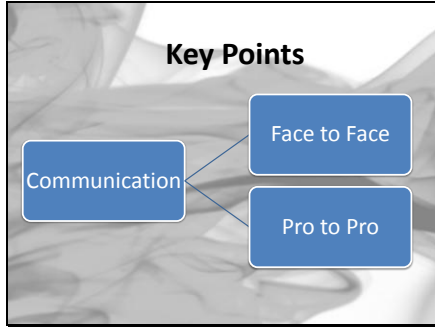 Key Points
Communication
Face to Face
Pro to Pro